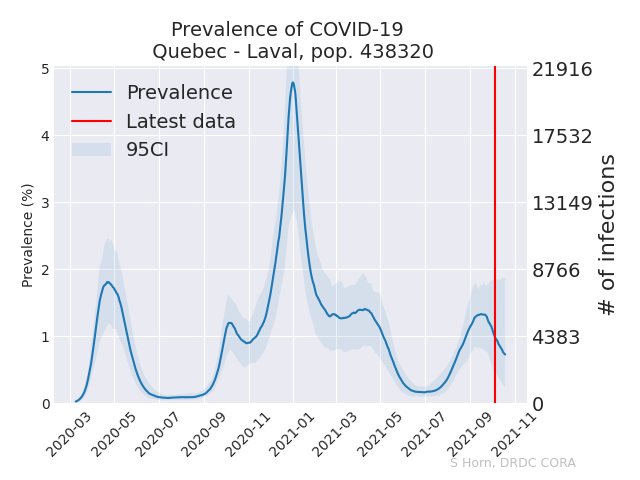 Prevalence of COVID-19
Quebec - Laval, pop. 438320
Prevalence
Latest data
95CI
Prevalence (%)
5
4
3
2
1
0
21916
17532
13149
8766
4383
0
# of infections
2020-03
2020-05
2020-07
2020-09
2020-11
2021-01
2021-03
2021-05
2021-07
2021-09
2021-11
S Horn, DRDC CORA